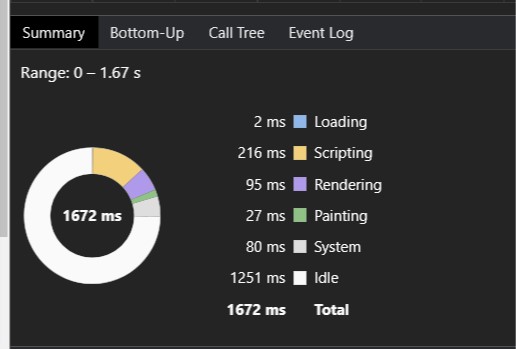 Summary Bottom-Up Call Tree Event Log
Range: 0 – 1.67 s
2 ms Loading
216 ms Scripting
95 ms Rendering
1672 ms
27 ms Painting
80 ms System
1251 ms Idle
1672 ms Total